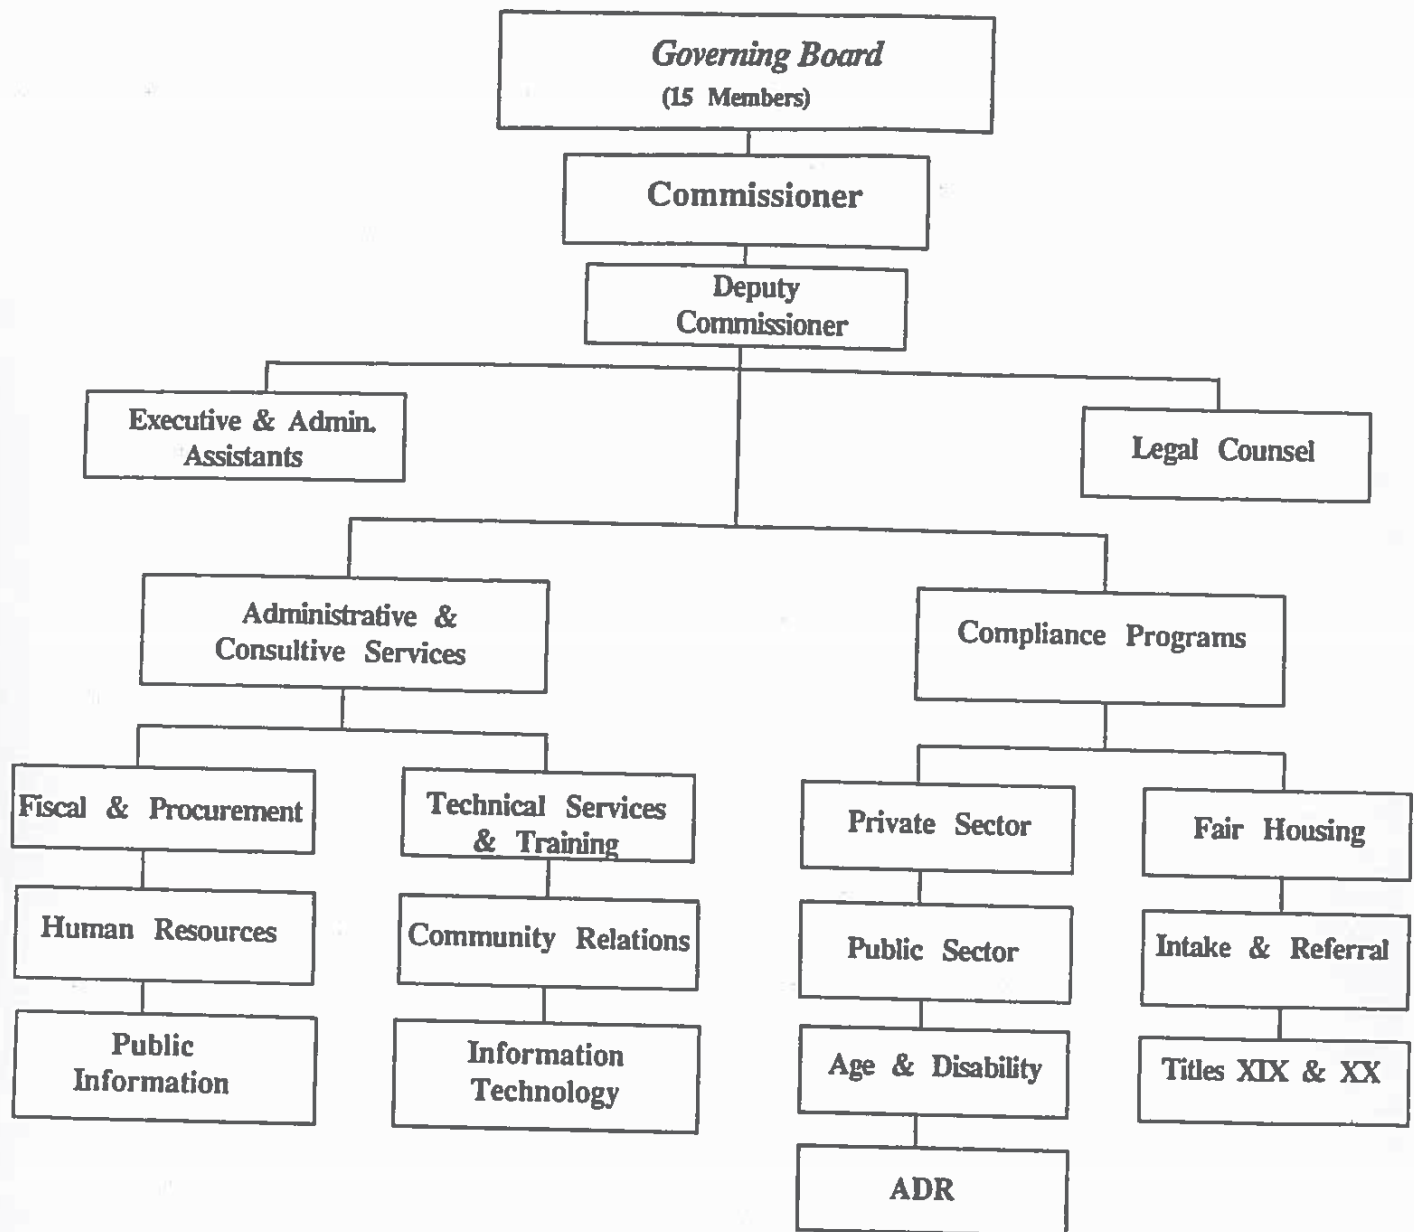 Governing Board
(15 Members)
Commissioner
Deputy
Commissioner
Executive & Admin.
Assistants
Legal Counsel
Administrative &
Consultive Services
Compliance Programs
Fiscal & Procurement
Technical Services
& Training
Private Sector
Fair Housing
Human Resources
Community Relations
Public Sector
Intake & Referral
Public
Information
Information
Technology
Age & Disability
Titles XIX & XX
ADR